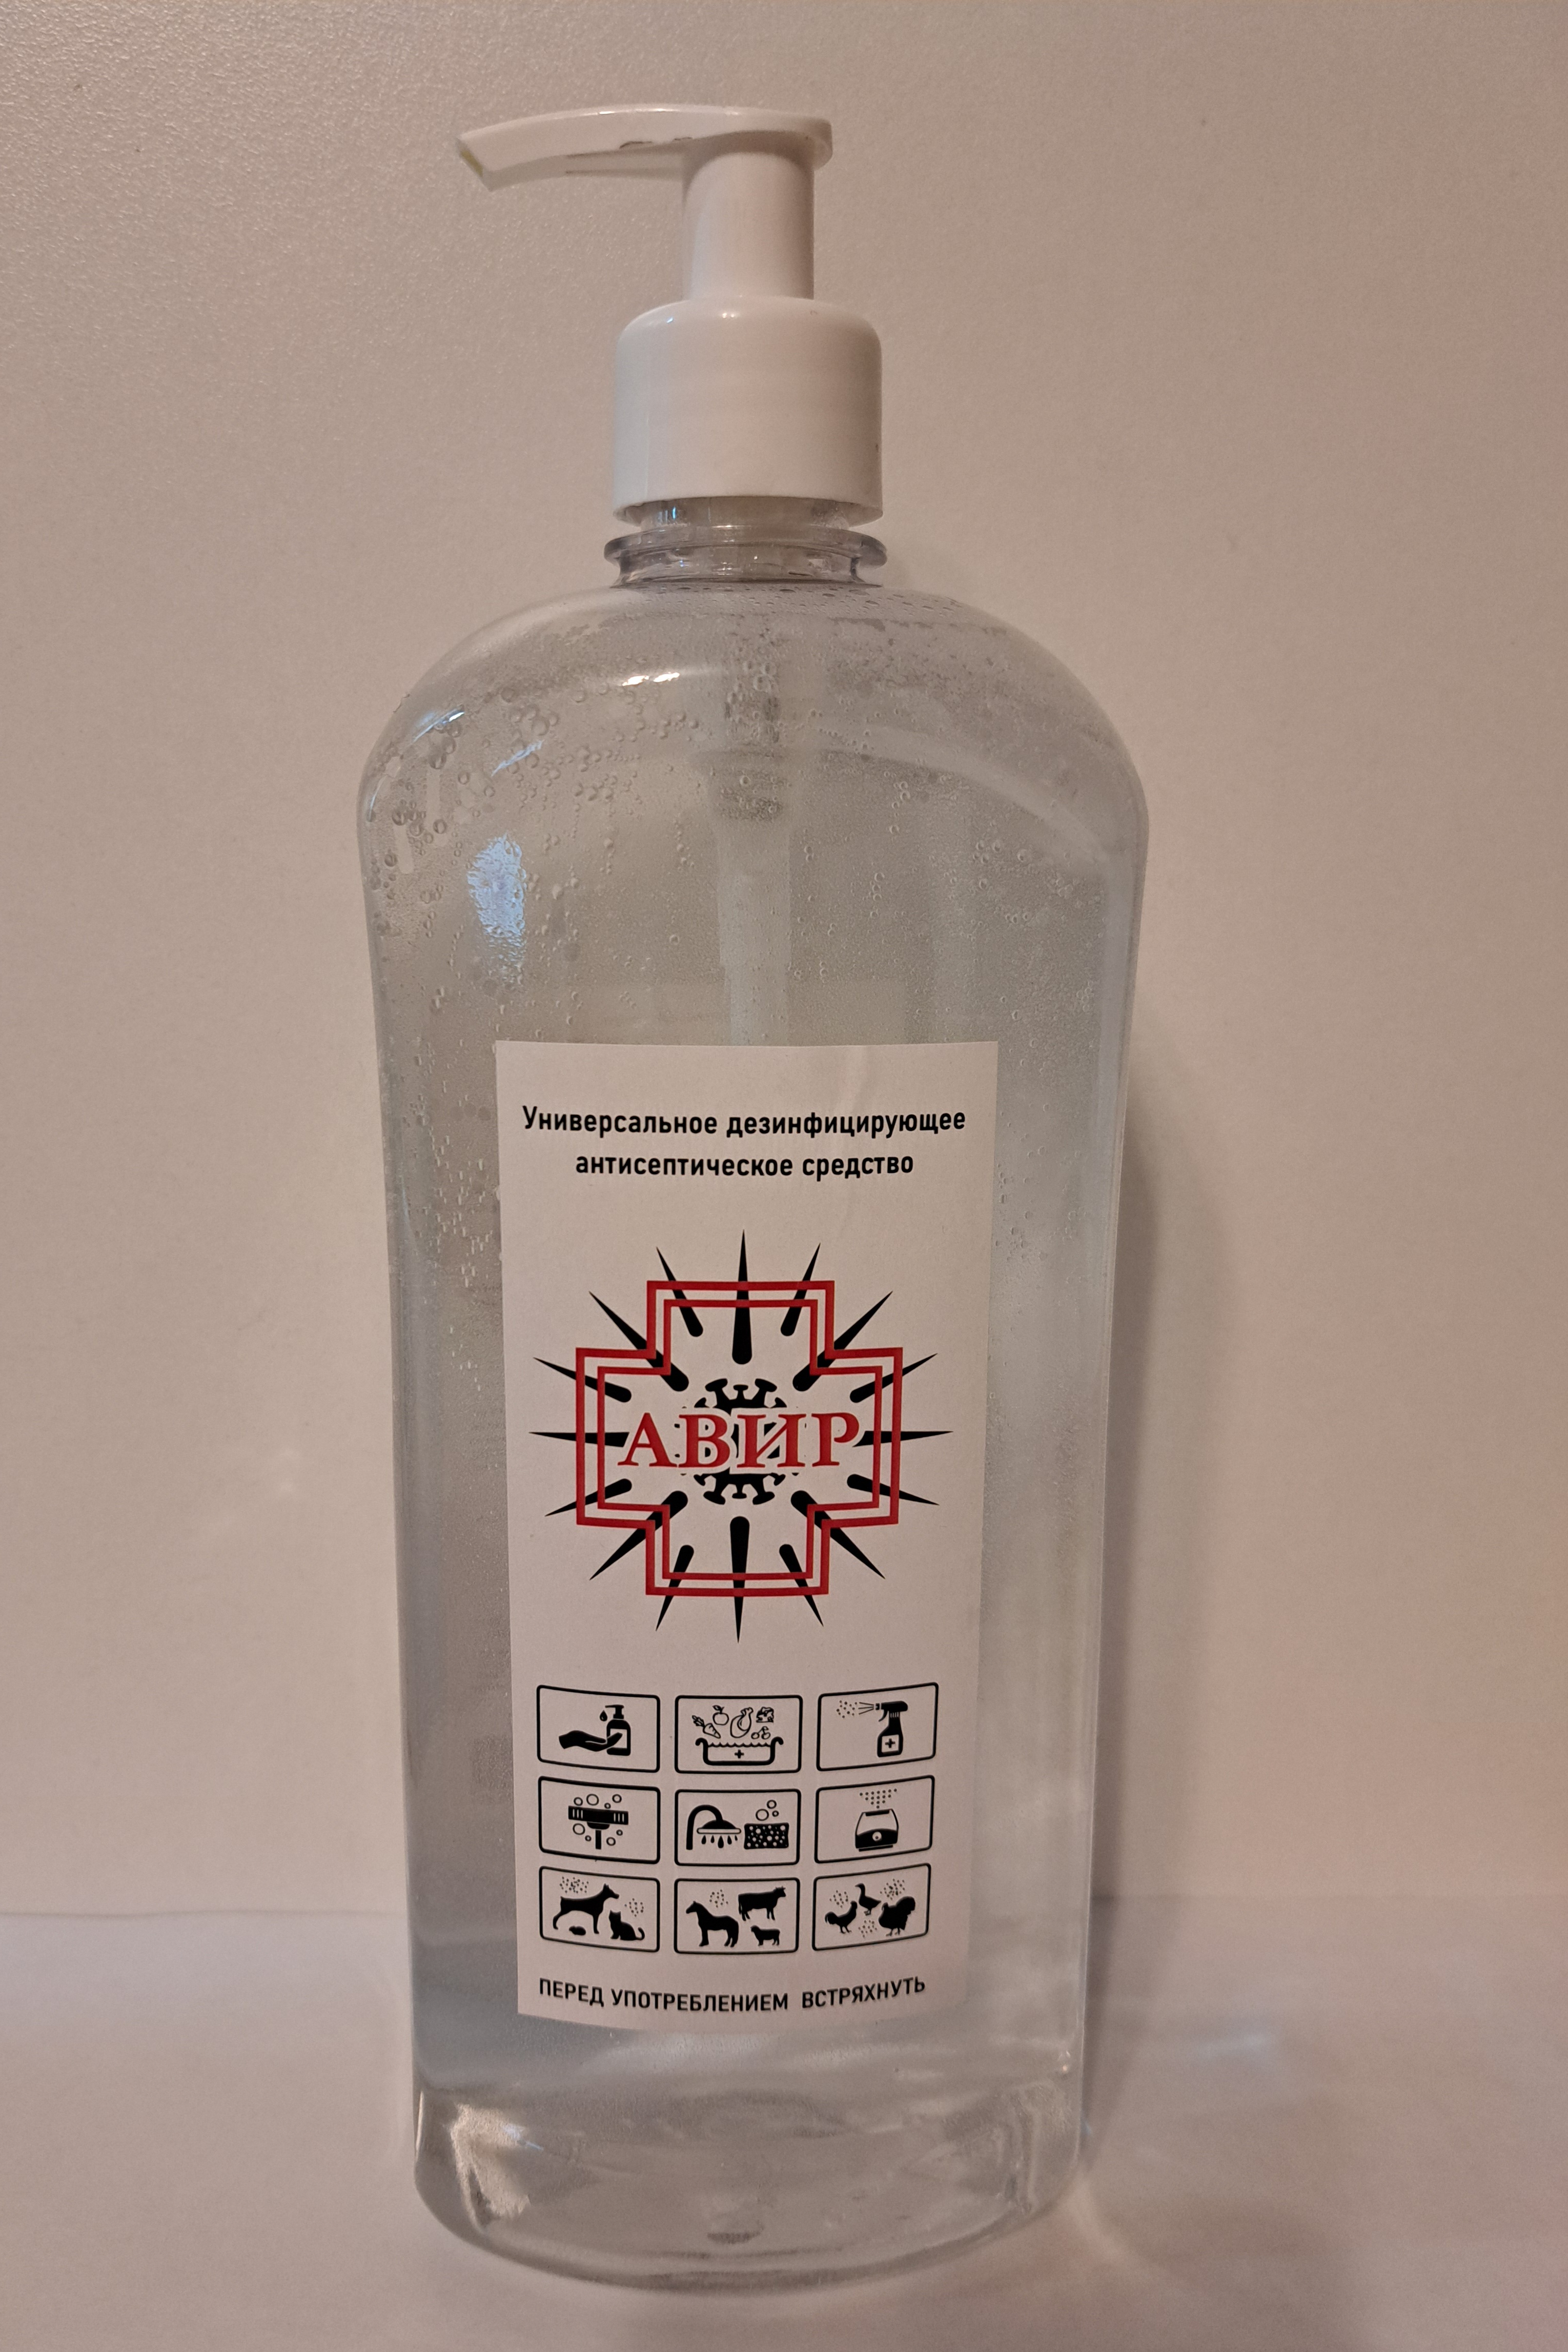 Универсальное дезинфицирующее
антисептическое средство
АВИР
ПЕРЕД УПОТРЕБЛЕНИЕМ ВСТРЯХНУТЬ